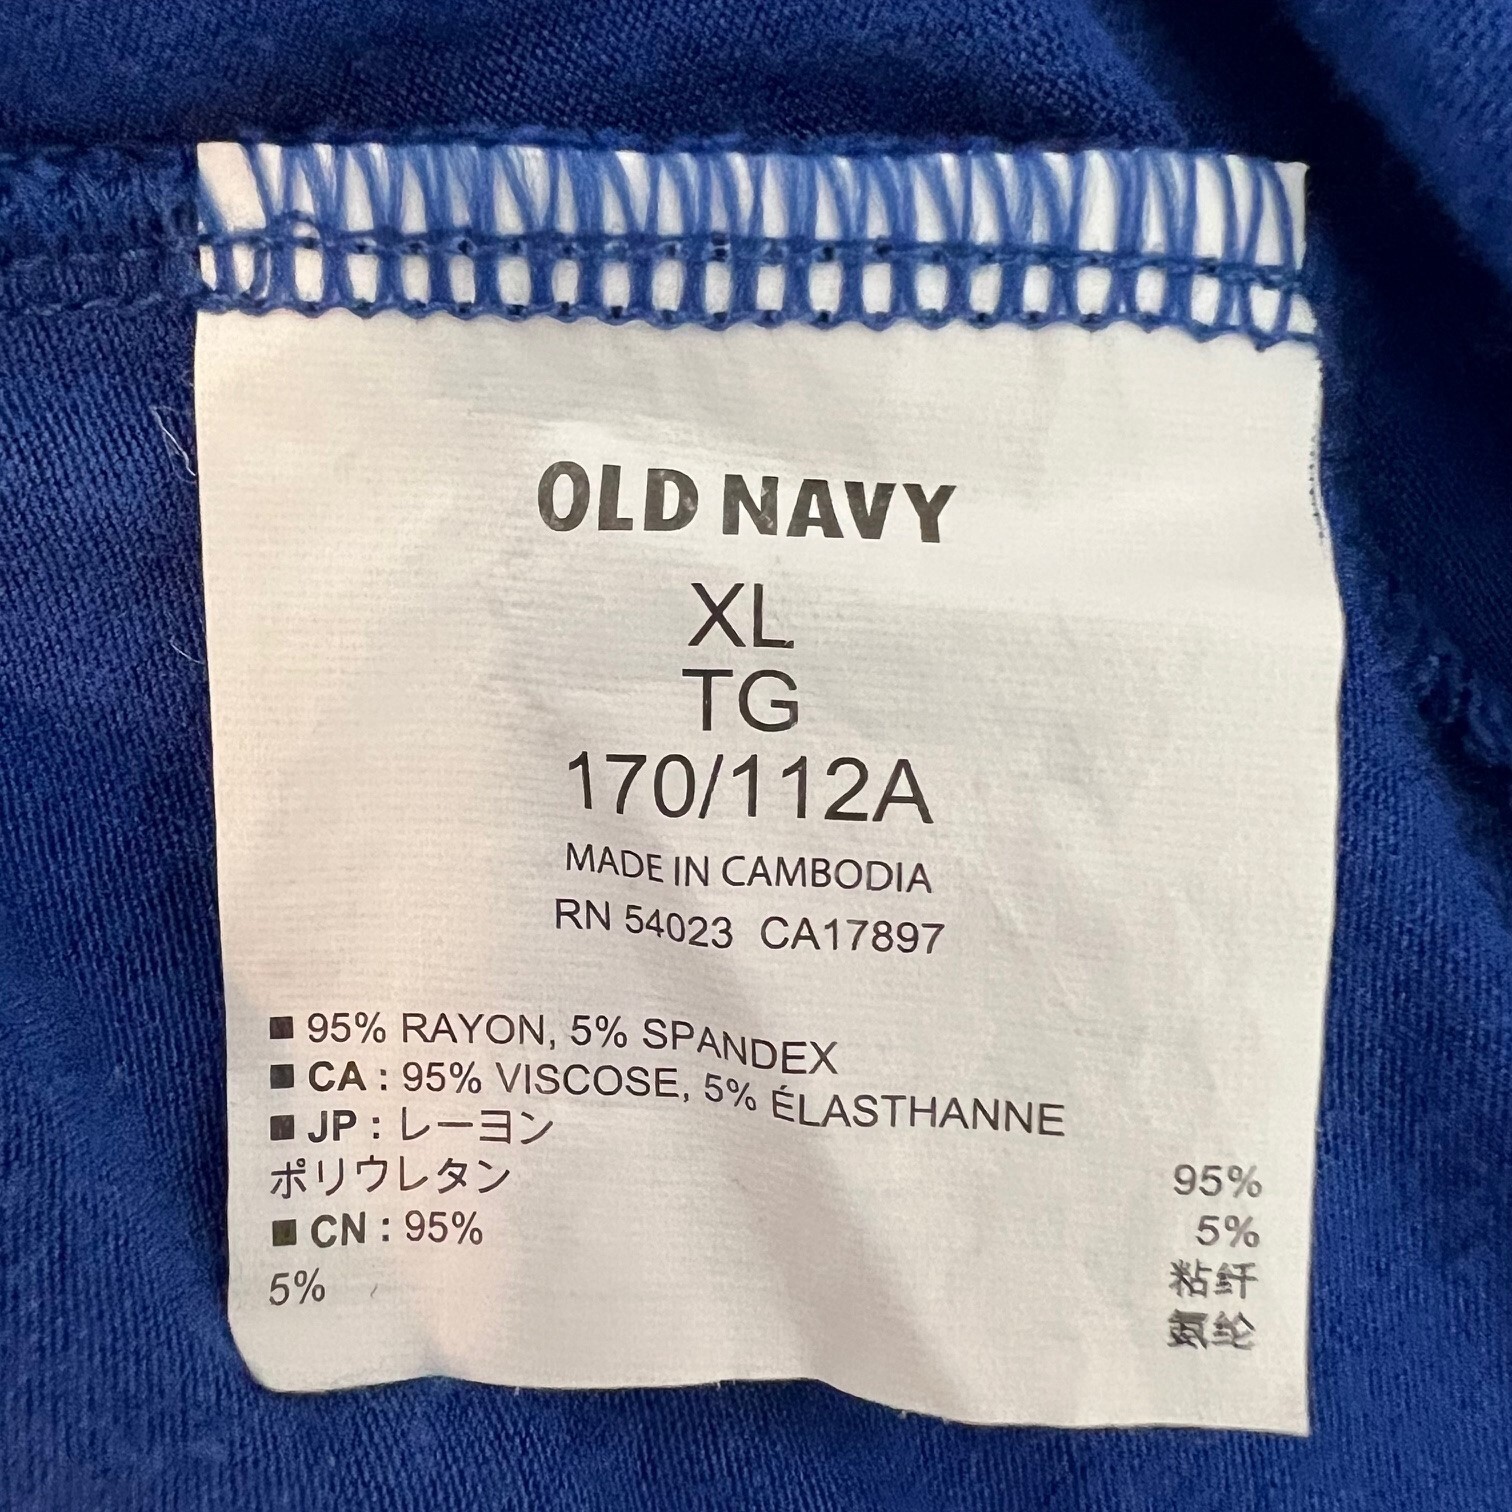 OLD NAVY
XL
TG
170/112A
MADE IN CAMBODIA
RN 54023 CA17897
■ 95% RAYON, 5% SPANDEX
■ CA : 95% VISCOSE, 5% ÉLASTHANNE
■ JP : レーヨン
ポリウレタン 95%
■ CN : 95% 5%
粘纤
5% 氨纶